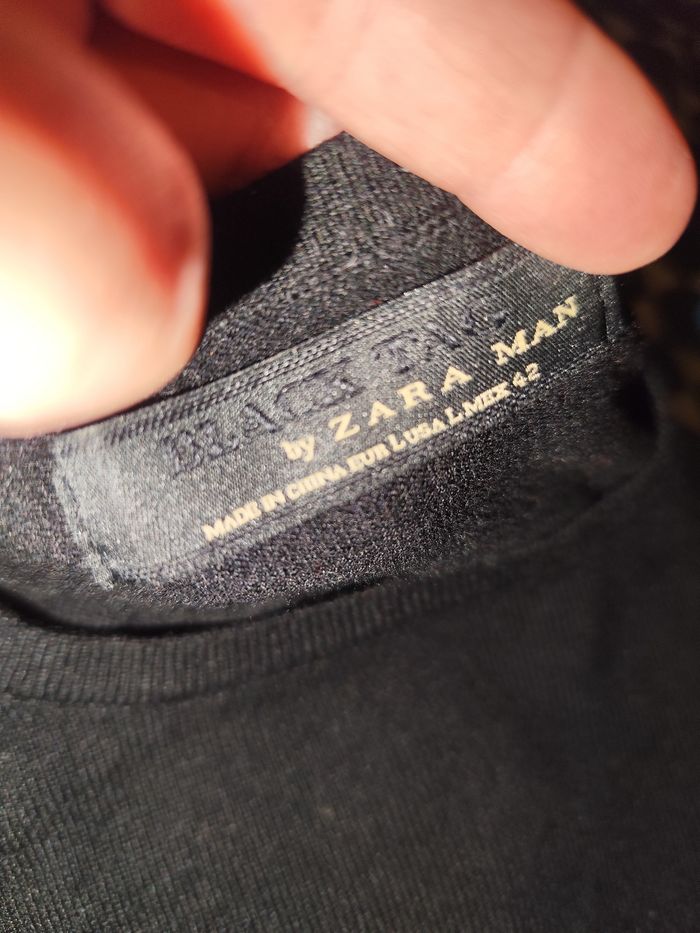 BLACK TAG
by ZARA MAN
MADE IN CHINA EUR L USA L MEX 42